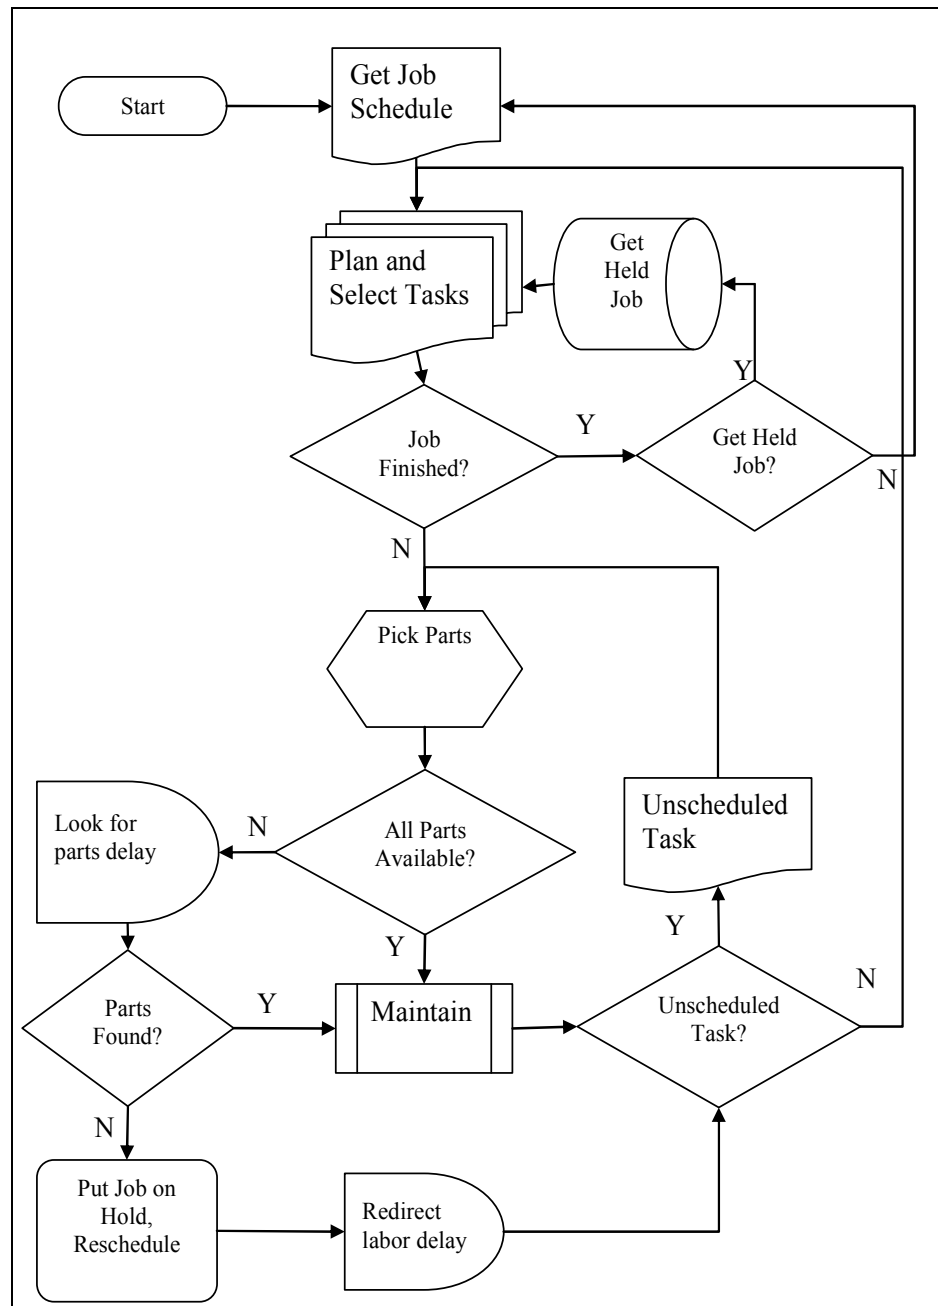 Get Job
Schedule
Start
Plan and
Select Tasks
Get
Held
Job
Y
Job
Finished?
Y
Get Held
Job?
N
N
Pick Parts
Look for
parts delay
N
All Parts
Available?
Unscheduled
Task
Y
Y
Parts
Found?
Y
Maintain
Unscheduled
Task?
N
N
Put Job on
Hold,
Reschedule
Redirect
labor delay